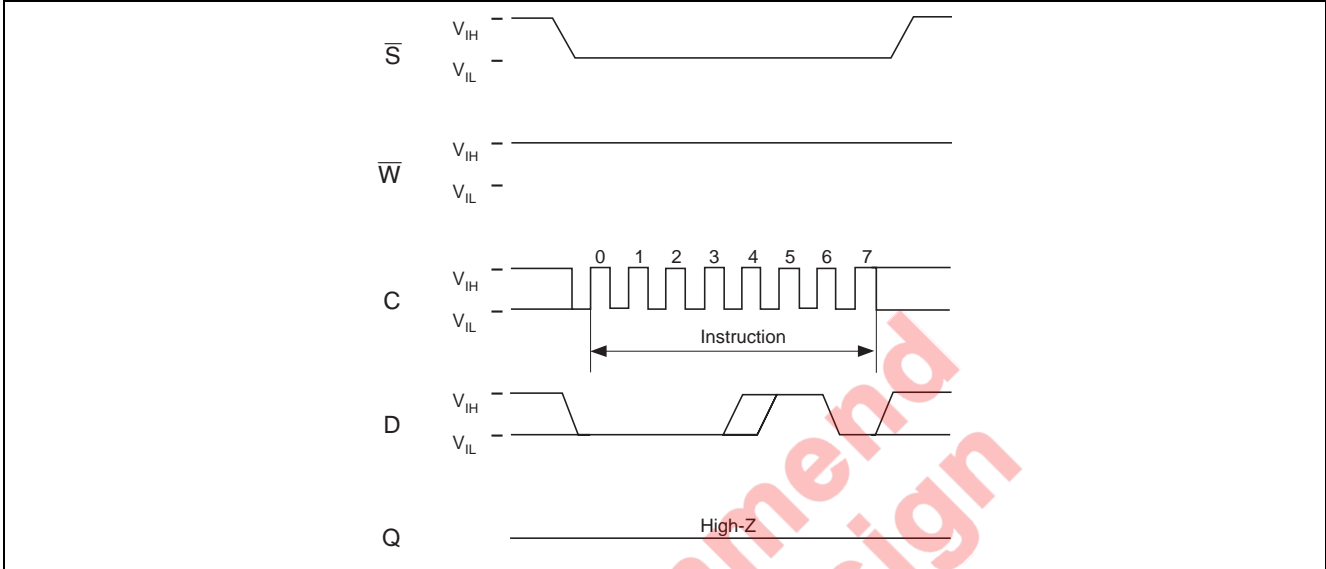 S̅
V_IH
V_IL
W̅
V_IH
V_IL
0 1 2 3 4 5 6 7
C
V_IH
V_IL
Instruction
D
V_IH
V_IL
Q
High-Z